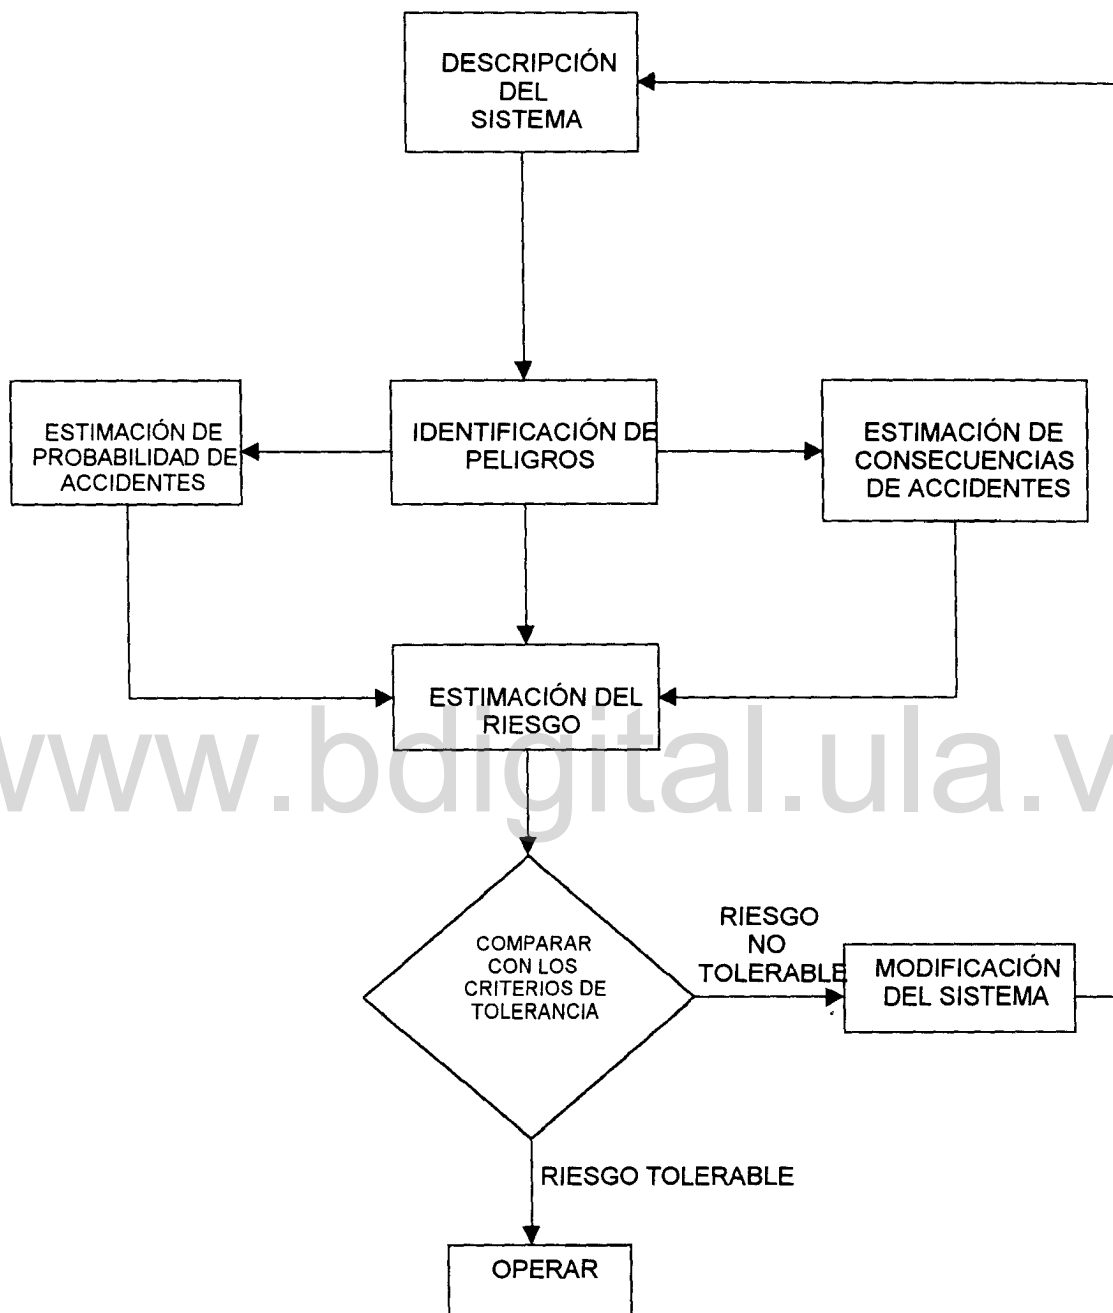 DESCRIPCIÓN
DEL
SISTEMA
ESTIMACIÓN DE
PROBABILIDAD DE
ACCIDENTES
IDENTIFICACIÓN DE
PELIGROS
ESTIMACIÓN DE
CONSECUENCIAS
DE ACCIDENTES
ESTIMACIÓN DEL
RIESGO
www.bdigital.ula.v
COMPARAR
CON LOS
CRITERIOS DE
TOLERANCIA
RIESGO
NO
TOLERABLE
MODIFICACIÓN
DEL SISTEMA
RIESGO TOLERABLE
OPERAR